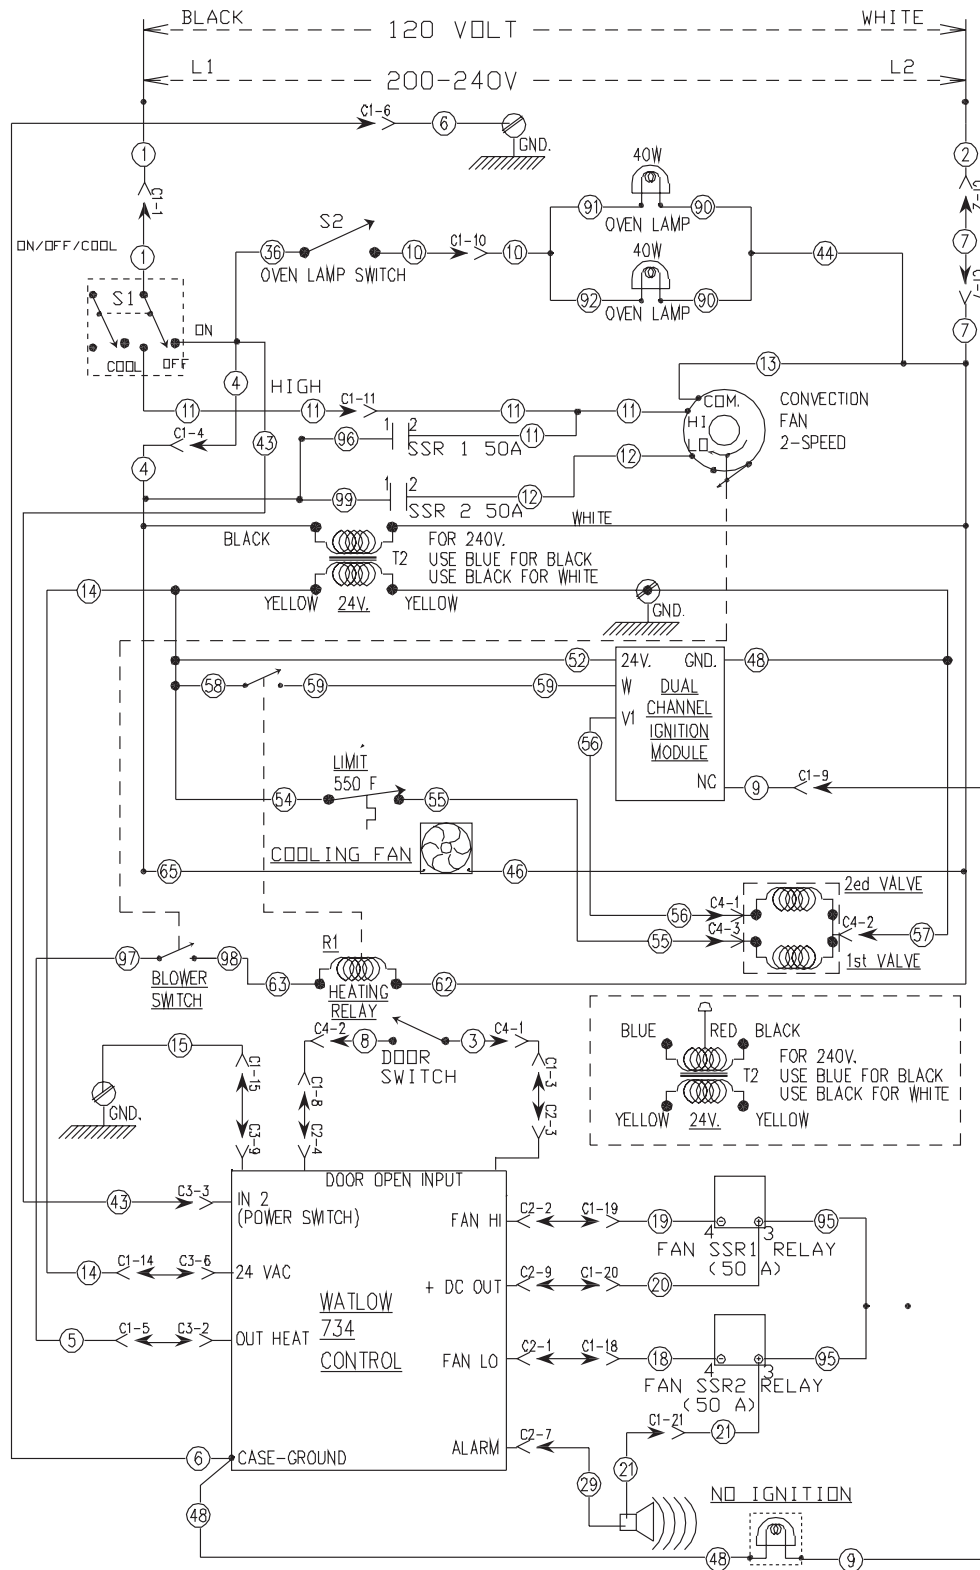 BLACK WHITE
120 VOLT
L1 L2
200-240V
C1-6
6
GND.
1 2
C1-1 C1-2
40W
91 90
OVEN LAMP
S2
ON/OFF/COOL
1 36 10 C1-10 10 44 7
OVEN LAMP SWITCH
40W
C1-7
92 90
OVEN LAMP
S1
ON
7
COOL OFF
13
4
HIGH
COM.
CONVECTION
FAN
2-SPEED
HI
LO
11 11 C1-11 11 11
C1-4
43
96 1 2 11
SSR 1 50A
4
12
99 1 2 12
SSR 2 50A
WHITE
BLACK
T2
FOR 240V.
USE BLUE FOR BLACK
USE BLACK FOR WHITE
14
YELLOW 24V. YELLOW
GND.
52 24V. GND. 48
58 59 59 W
DUAL
CHANNEL
IGNITION
MODULE
V1
56
NC 9 C1-9
LIMIT
550 F
54 55
COOLING FAN
65 46
2ed VALVE
56 C4-1
C4-2
55 C4-3
57
1st VALVE
97 98
BLOWER
SWITCH
R1
63 62
HEATING
RELAY
C4-2 8 3 C4-1
DOOR
SWITCH
15
C1-15 C1-8 C1-3
C3-9 C2-4 C2-3
GND.
BLUE RED BLACK
T2
FOR 240V.
USE BLUE FOR BLACK
USE BLACK FOR WHITE
YELLOW 24V. YELLOW
DOOR OPEN INPUT
43 C3-3 IN 2
(POWER SWITCH)
FAN HI C2-2 C1-19 19 95
4 3
FAN SSR1 RELAY
(50 A)
14 C1-14 C3-6 24 VAC
+ DC OUT C2-9 C1-20 20
WATLOW
734
CONTROL
5 C1-5 C3-2 OUT HEAT
FAN LO C2-1 C1-18 18 95
4 3
FAN SSR2 RELAY
(50 A)
C1-21 21
ALARM C2-7
6 CASE-GROUND
21
29
48
NO IGNITION
48 9